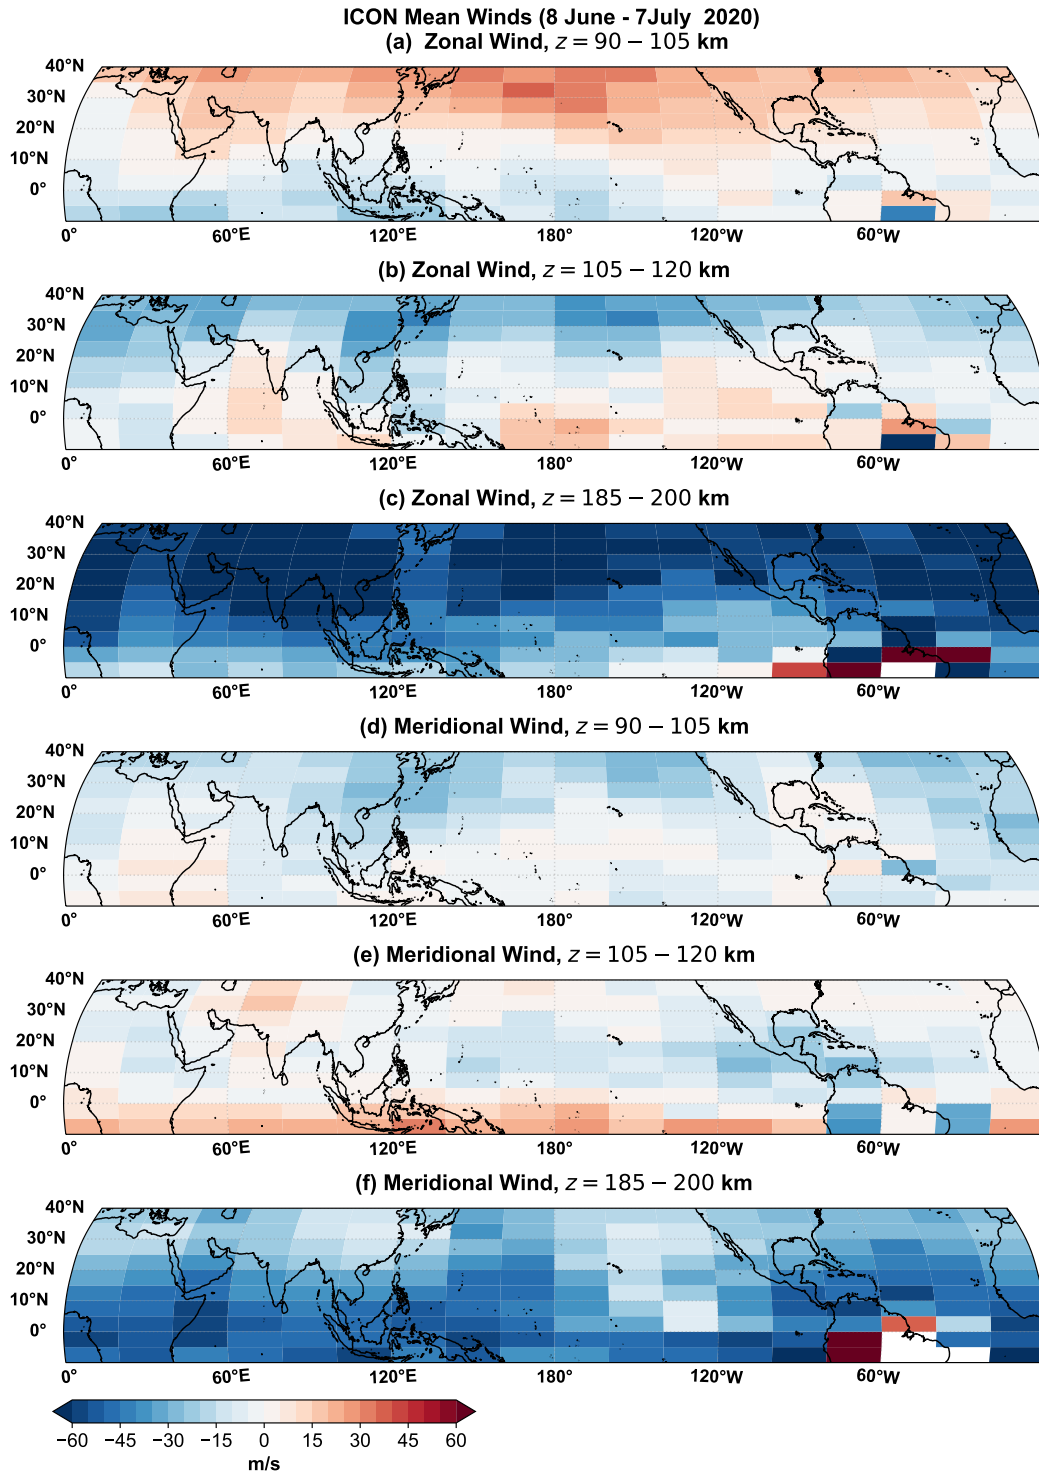 ICON Mean Winds (8 June - 7July  2020)
(a)  Zonal Wind, z = 90 − 105 km
40°N
30°N
20°N
10°N
0°
0° 60°E 120°E 180° 120°W 60°W
(b) Zonal Wind, z = 105 − 120 km
40°N
30°N
20°N
10°N
0°
0° 60°E 120°E 180° 120°W 60°W
(c) Zonal Wind, z = 185 − 200 km
40°N
30°N
20°N
10°N
0°
0° 60°E 120°E 180° 120°W 60°W
(d) Meridional Wind, z = 90 − 105 km
40°N
30°N
20°N
10°N
0°
0° 60°E 120°E 180° 120°W 60°W
(e) Meridional Wind, z = 105 − 120 km
40°N
30°N
20°N
10°N
0°
0° 60°E 120°E 180° 120°W 60°W
(f) Meridional Wind, z = 185 − 200 km
40°N
30°N
20°N
10°N
0°
0° 60°E 120°E 180° 120°W 60°W
−60 −45 −30 −15 0 15 30 45 60
m/s